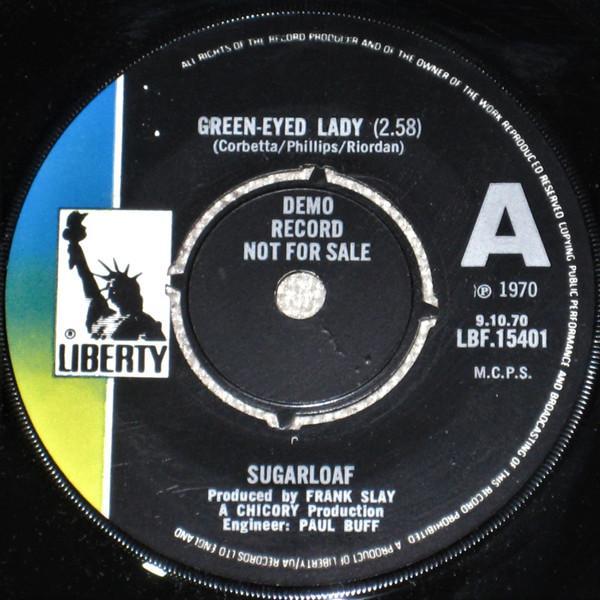 ALL RIGHTS OF THE RECORD PRODUCER AND OF THE OWNER OF THE WORK REPRODUCED RESERVED COPYING PUBLIC PERFORMANCE AND BROADCASTING OF THIS RECORD PROHIBITED
A PRODUCT OF LIBERTY/UA RECORDS LTD ENGLAND
GREEN-EYED LADY (2.58)
(Corbetta/Phillips/Riordan)
DEMO
RECORD
NOT FOR SALE
A
℗ 1970
9.10.70
LBF.15401
M.C.P.S.
®
LIBERTY
SUGARLOAF
Produced by FRANK SLAY
A CHICORY Production
Engineer: PAUL BUFF